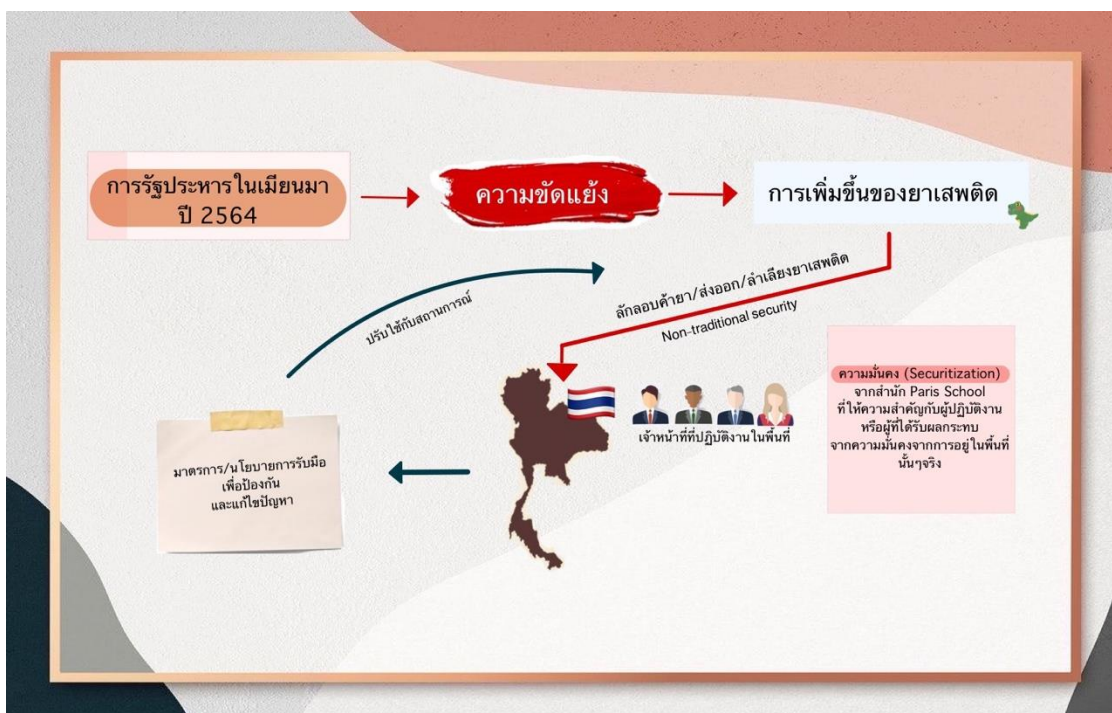 การรัฐประหารในเมียนมา
ปี 2564
ความขัดแย้ง
การเพิ่มขึ้นของยาเสพติด
ลักลอบค้ายา/ส่งออก/ลำเลียงยาเสพติด
Non-traditional security
ปรับใช้กับสถานการณ์
เจ้าหน้าที่ที่ปฏิบัติงานในพื้นที่
ความมั่นคง (Securitization)
จากสำนัก Paris School
ที่ให้ความสำคัญกับผู้ปฏิบัติงาน
หรือผู้ที่ได้รับผลกระทบ
จากความมั่นคงจากการอยู่ในพื้นที่
นั้นๆจริง
มาตรการ/นโยบายการรับมือ
เพื่อป้องกัน
และแก้ไขปัญหา